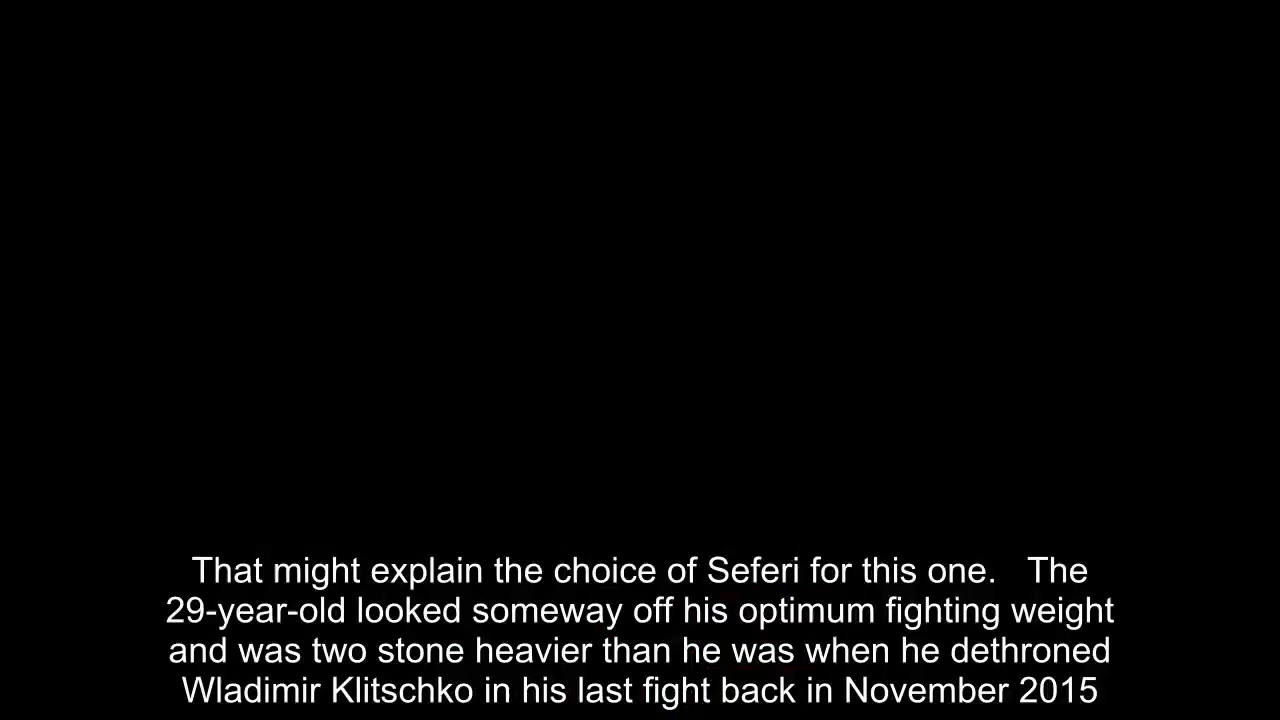 That might explain the choice of Seferi for this one.   The
29-year-old looked someway off his optimum fighting weight
and was two stone heavier than he was when he dethroned
Wladimir Klitschko in his last fight back in November 2015